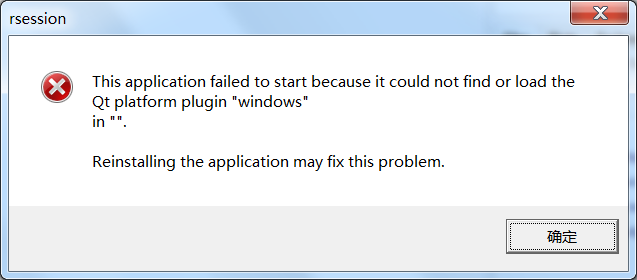 rsession
This application failed to start because it could not find or load the
Qt platform plugin "windows"
in "".
Reinstalling the application may fix this problem.
确定